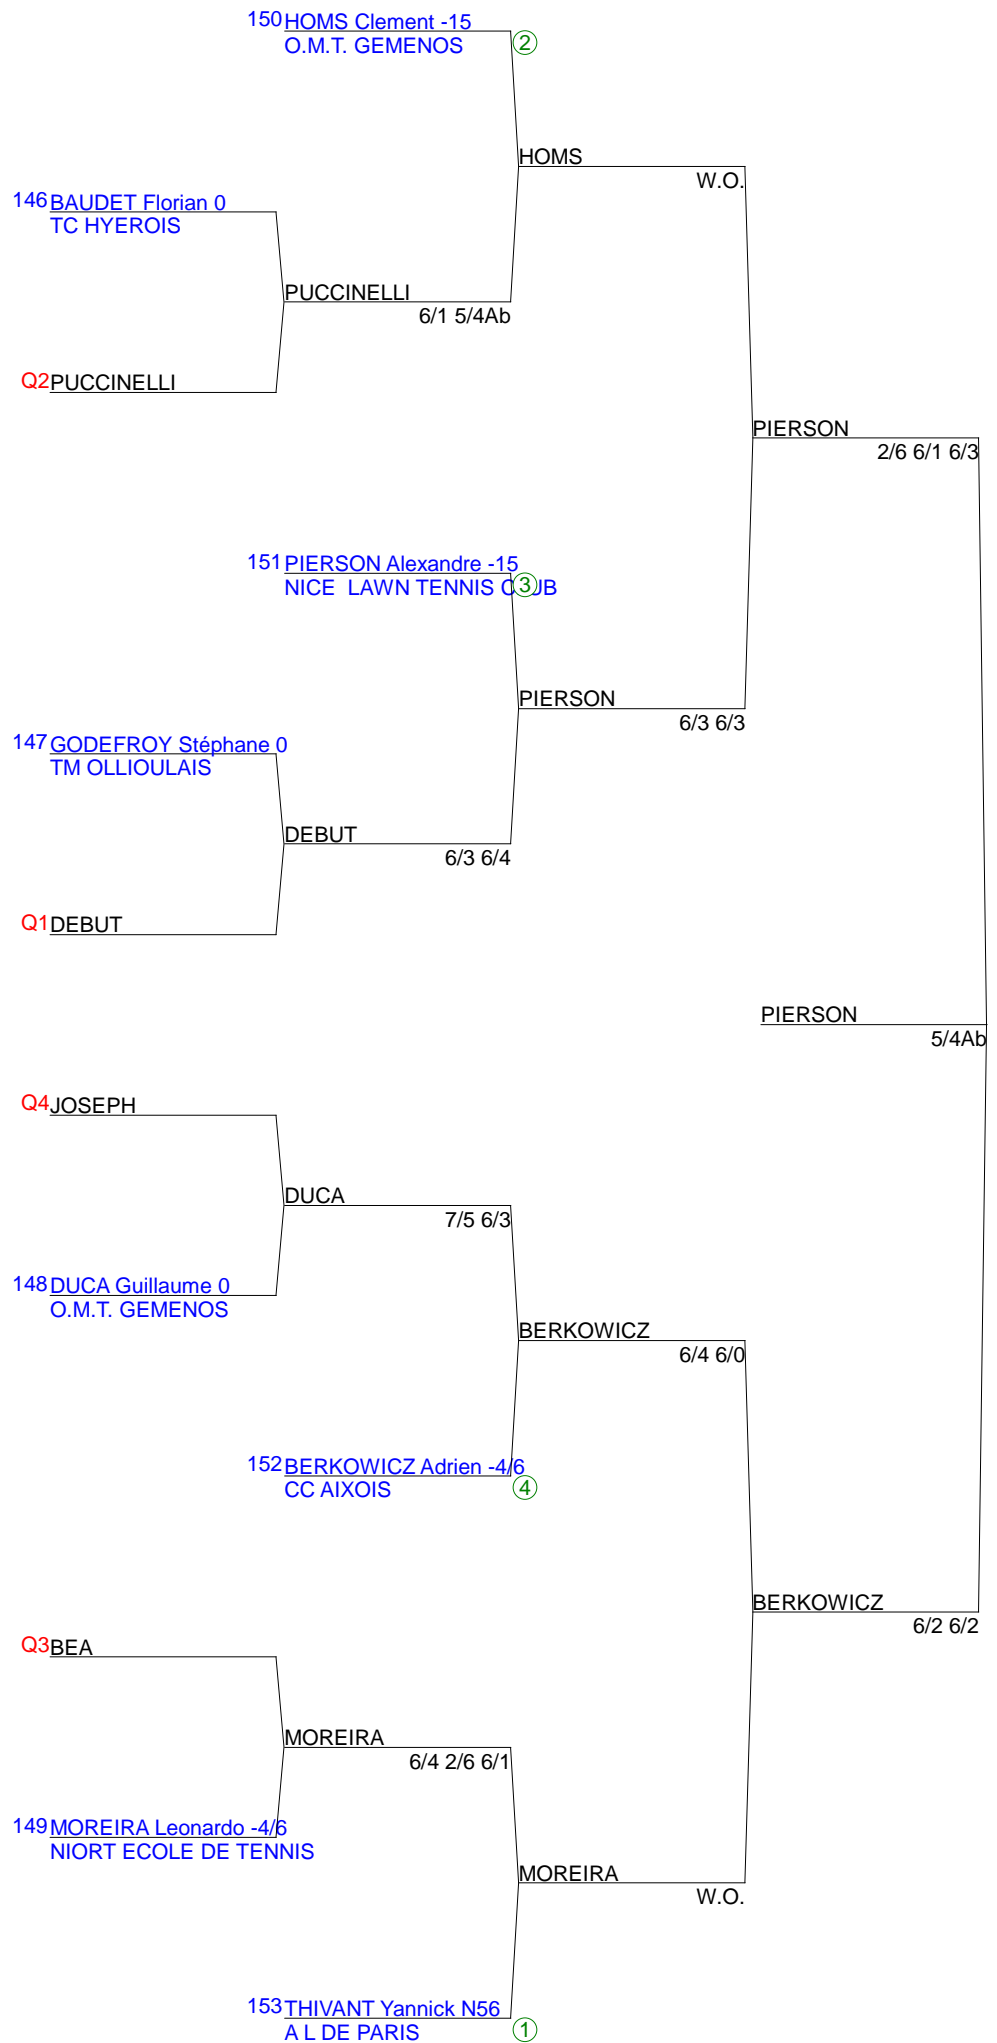 150 HOMS Clement -15
O.M.T. GEMENOS
2
HOMS
W.O.
146 BAUDET Florian 0
TC HYEROIS
PUCCINELLI
6/1 5/4Ab
Q2 PUCCINELLI
PIERSON
2/6 6/1 6/3
151 PIERSON Alexandre -15
NICE LAWN TENNIS CLUB
3
PIERSON
6/3 6/3
147 GODEFROY Stéphane 0
TM OLLIOULAIS
DEBUT
6/3 6/4
Q1 DEBUT
PIERSON
5/4Ab
Q4 JOSEPH
DUCA
7/5 6/3
148 DUCA Guillaume 0
O.M.T. GEMENOS
BERKOWICZ
6/4 6/0
152 BERKOWICZ Adrien -4/6
CC AIXOIS
4
BERKOWICZ
6/2 6/2
Q3 BEA
MOREIRA
6/4 2/6 6/1
149 MOREIRA Leonardo -4/6
NIORT ECOLE DE TENNIS
MOREIRA
W.O.
153 THIVANT Yannick N56
A L DE PARIS
1